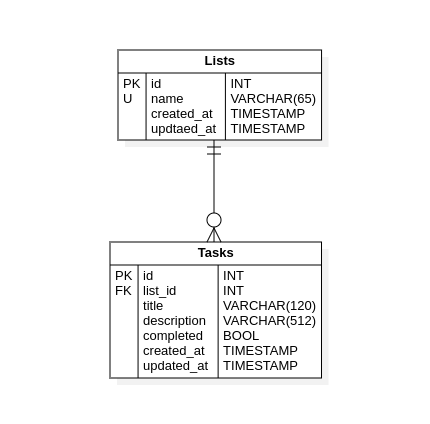 Lists
PK id INT
U name VARCHAR(65)
created_at TIMESTAMP
updtaed_at TIMESTAMP
Tasks
PK id INT
FK list_id INT
title VARCHAR(120)
description VARCHAR(512)
completed BOOL
created_at TIMESTAMP
updated_at TIMESTAMP